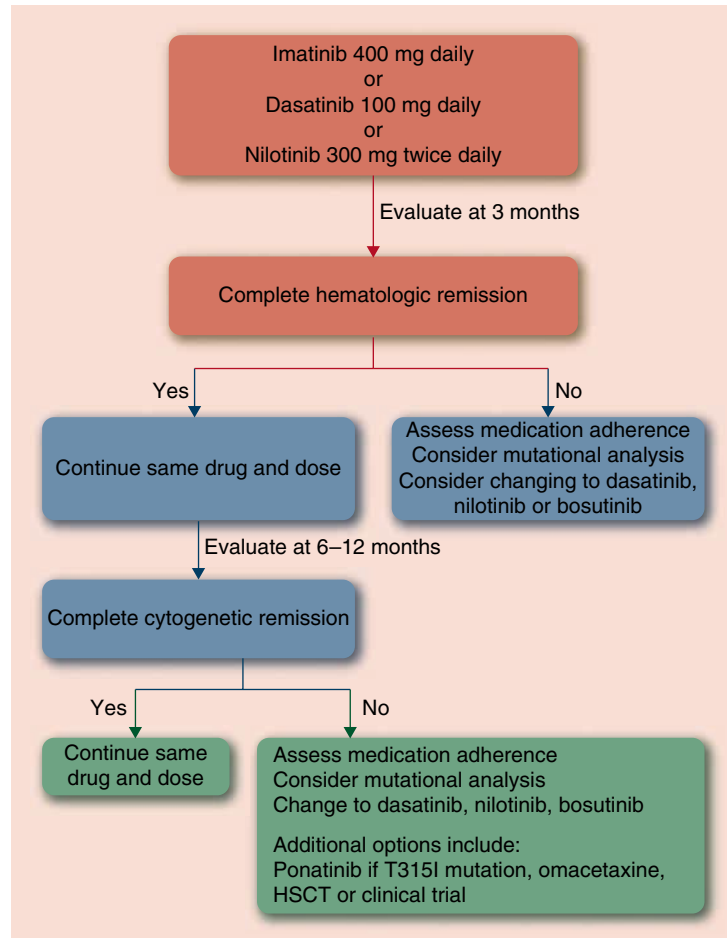 Imatinib 400 mg daily
or
Dasatinib 100 mg daily
or
Nilotinib 300 mg twice daily
Evaluate at 3 months
Complete hematologic remission
Yes
No
Continue same drug and dose
Assess medication adherence
Consider mutational analysis
Consider changing to dasatinib,
nilotinib or bosutinib
Evaluate at 6–12 months
Complete cytogenetic remission
Yes
No
Continue same
drug and dose
Assess medication adherence
Consider mutational analysis
Change to dasatinib, nilotinib, bosutinib
Additional options include:
Ponatinib if T315I mutation, omacetaxine,
HSCT or clinical trial